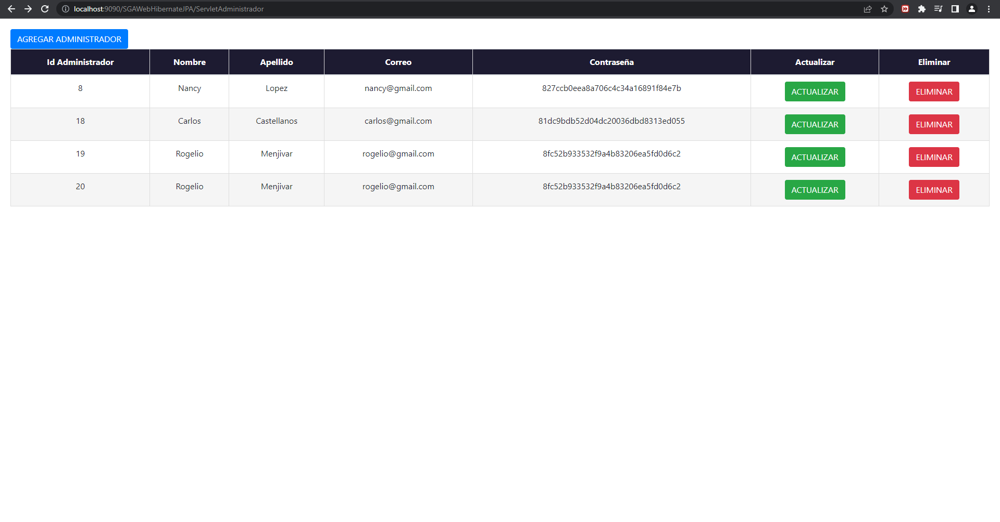 localhost:9090/SGAWebHibernateJPA/ServletAdministrador
AGREGAR ADMINISTRADOR
Id Administrador Nombre Apellido Correo Contraseña Actualizar Eliminar
8 Nancy Lopez nancy@gmail.com 827ccb0eea8a706c4c34a16891f84e7b ACTUALIZAR ELIMINAR
18 Carlos Castellanos carlos@gmail.com 81dc9bdb52d04dc20036dbd8313ed055 ACTUALIZAR ELIMINAR
19 Rogelio Menjivar rogelio@gmail.com 8fc52b933532f9a4b83206ea5fd0d6c2 ACTUALIZAR ELIMINAR
20 Rogelio Menjivar rogelio@gmail.com 8fc52b933532f9a4b83206ea5fd0d6c2 ACTUALIZAR ELIMINAR